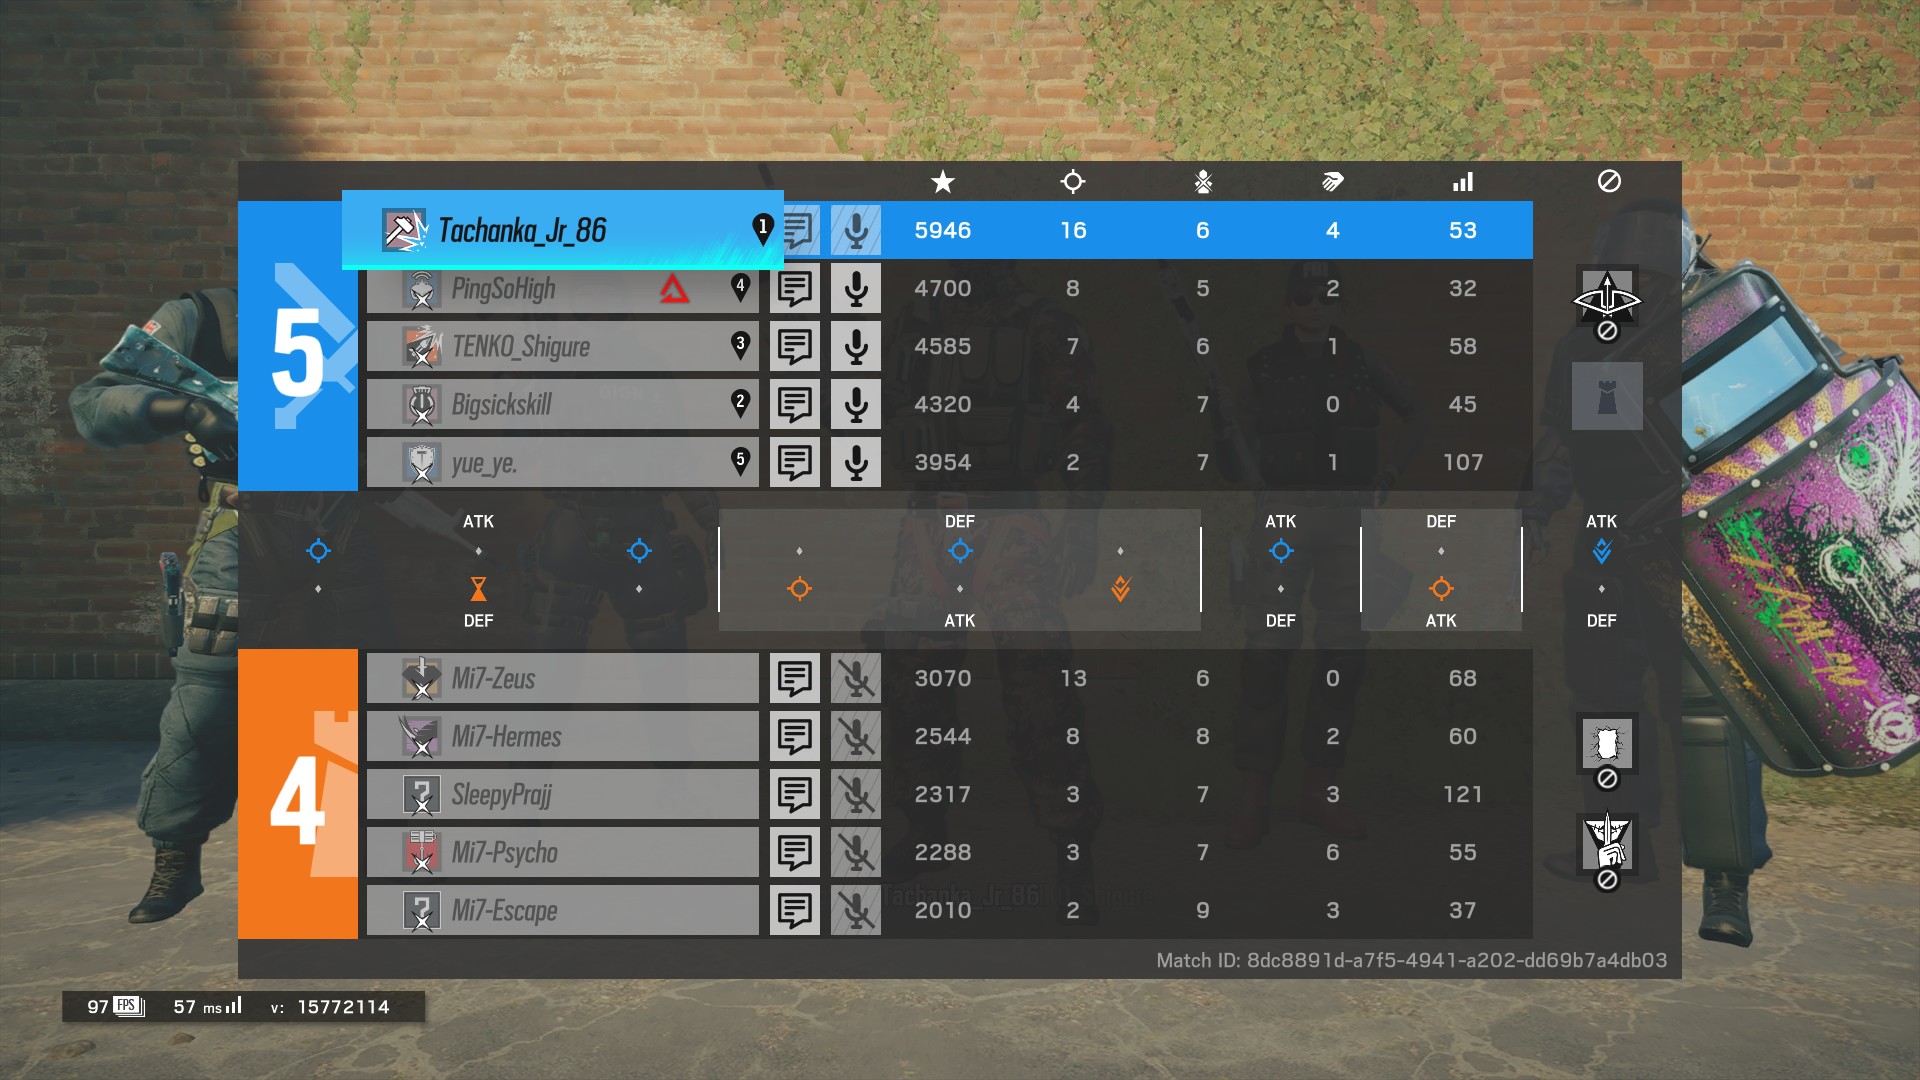 Tachanka_Jr_86 1 5946 16 6 4 53
5
PingSoHigh 4 4700 8 5 2 32
TENKO_Shigure 3 4585 7 6 1 58
Bigsickskill 2 4320 4 7 0 45
yue_ye. 5 3954 2 7 1 107
ATK DEF ATK DEF ATK
DEF ATK DEF ATK DEF
4
Mi7-Zeus 3070 13 6 0 68
Mi7-Hermes 2544 8 8 2 60
? SleepyPrajj 2317 3 7 3 121
Mi7-Psycho 2288 3 7 6 55
Tachanka_Jr_86
? Mi7-Escape 2010 2 9 3 37
Match ID: 8dc8891d-a7f5-4941-a202-dd69b7a4db03
97 FPS 57 ms v: 15772114